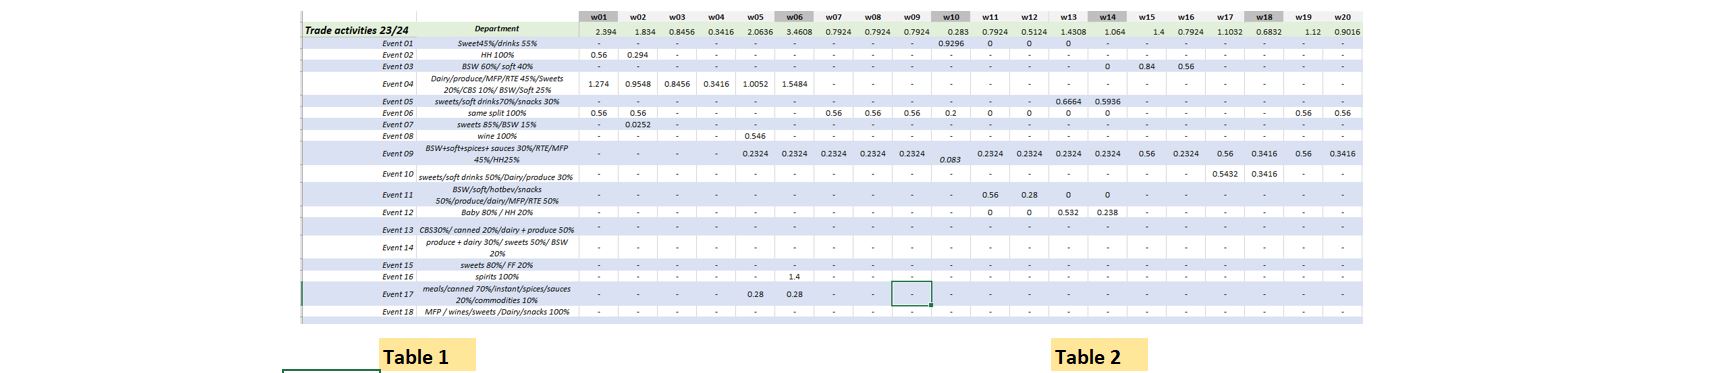 w01 w02 w03 w04 w05 w06 w07 w08 w09 w10 w11 w12 w13 w14 w15 w16 w17 w18 w19 w20
Trade activities 23/24 Department 2.394 1.834 0.8456 0.3416 2.0636 3.4608 0.7924 0.7924 0.7924 0.283 0.7924 0.5124 1.4308 1.064 1.4 0.7924 1.1032 0.6832 1.12 0.9016
Event 01 Sweet45%/drinks 55% - - - - - - - - - 0.9296 0 0 0 - - - - - - -
Event 02 HH 100% 0.56 0.294 - - - - - - - - - - - - - - - - - -
Event 03 BSW 60%/ soft 40% - - - - - - - - - - - - - 0 0.84 0.56 - - - -
Event 04 Dairy/produce/MFP/RTE 45%/Sweets
20%/CBS 10%/ BSW/Soft 25% 1.274 0.9548 0.8456 0.3416 1.0052 1.5484 - - - - - - - - - - - - - -
Event 05 sweets/soft drinks70%/snacks 30% - - - - - - - - - - - - 0.6664 0.5936 - - - - - -
Event 06 same split 100% 0.56 0.56 - - - - 0.56 0.56 0.56 0.2 0 0 0 0 - - - - 0.56 0.56
Event 07 sweets 85%/BSW 15% - 0.0252 - - - - - - - - - - - - - - - - - -
Event 08 wine 100% - - - - 0.546 - - - - - - - - - - - - - - -
Event 09 BSW+soft+spices+ sauces 30%/RTE/MFP
45%/HH25% - - - - 0.2324 0.2324 0.2324 0.2324 0.2324 0.083 0.2324 0.2324 0.2324 0.2324 0.56 0.2324 0.56 0.3416 0.56 0.3416
Event 10 sweets/soft drinks 50%/Dairy/produce 30% - - - - - - - - - - - - - - - - 0.5432 0.3416 - -
Event 11 BSW/soft/hotbev/snacks
50%/produce/dairy/MFP/RTE 50% - - - - - - - - - - 0.56 0.28 0 0 - - - - - -
Event 12 Baby 80% / HH 20% - - - - - - - - - - 0 0 0.532 0.238 - - - - - -
Event 13 CBS30%/ canned 20%/dairy + produce 50% - - - - - - - - - - - - - - - - - - - -
Event 14 produce + dairy 30%/ sweets 50%/ BSW
20% - - - - - - - - - - - - - - - - - - - -
Event 15 sweets 80%/ FF 20% - - - - - - - - - - - - - - - - - - - -
Event 16 spirits 100% - - - - - 1.4 - - - - - - - - - - - - - -
Event 17 meals/canned 70%/instant/spices/sauces
20%/commodities 10% - - - - 0.28 0.28 - - - - - - - - - - - - - -
Event 18 MFP / wines/sweets /Dairy/snacks 100% - - - - - - - - - - - - - - - - - - - -
Table 1 Table 2